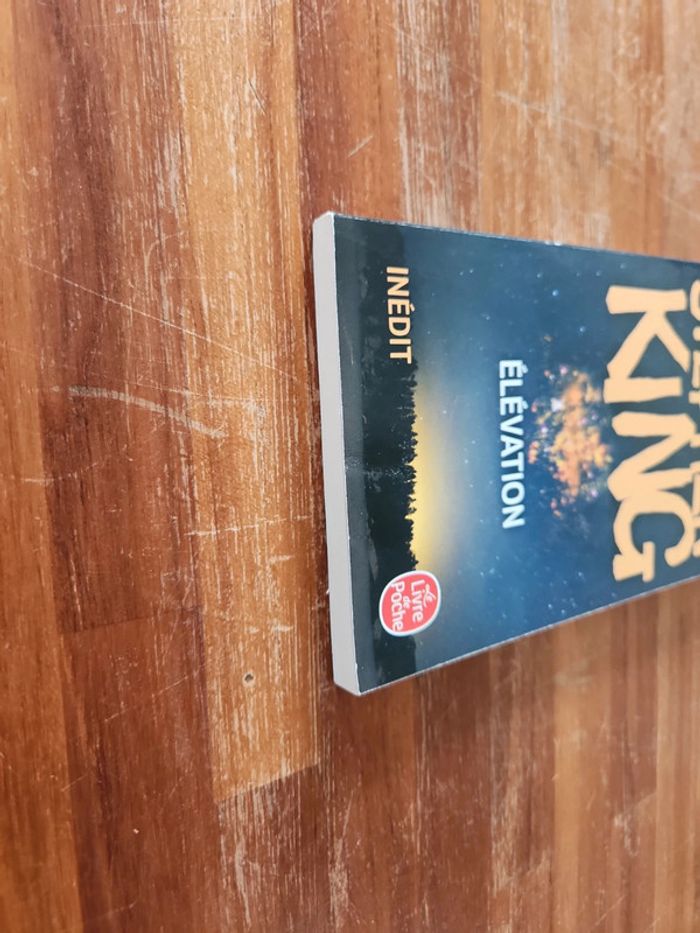 KING
ÉLÉVATION
INÉDIT
Le
Livre
de
Poche